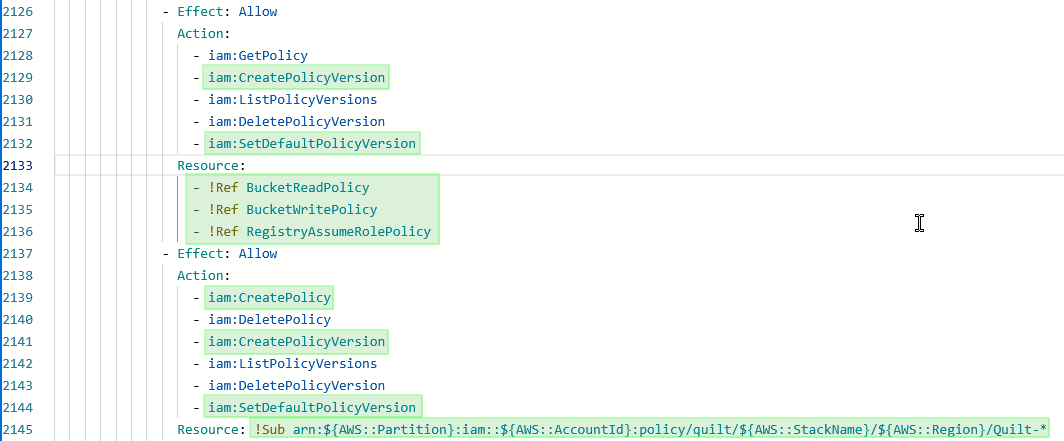 2126 - Effect: Allow
2127 Action:
2128 - iam:GetPolicy
2129 - iam:CreatePolicyVersion
2130 - iam:ListPolicyVersions
2131 - iam:DeletePolicyVersion
2132 - iam:SetDefaultPolicyVersion
2133 Resource:
2134 - !Ref BucketReadPolicy
2135 - !Ref BucketWritePolicy
2136 - !Ref RegistryAssumeRolePolicy
2137 - Effect: Allow
2138 Action:
2139 - iam:CreatePolicy
2140 - iam:DeletePolicy
2141 - iam:CreatePolicyVersion
2142 - iam:ListPolicyVersions
2143 - iam:DeletePolicyVersion
2144 - iam:SetDefaultPolicyVersion
2145 Resource: !Sub arn:${AWS::Partition}:iam::${AWS::AccountId}:policy/quilt/${AWS::StackName}/${AWS::Region}/Quilt-*